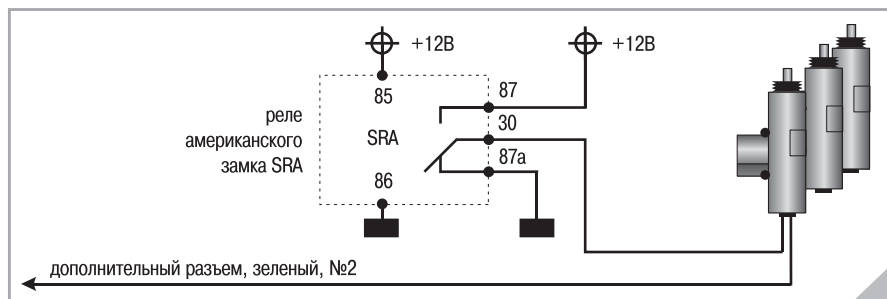 +12В
+12В
85
87
реле
американского
замка SRA
SRA
30
87а
86
дополнительный разъем, зеленый, №2